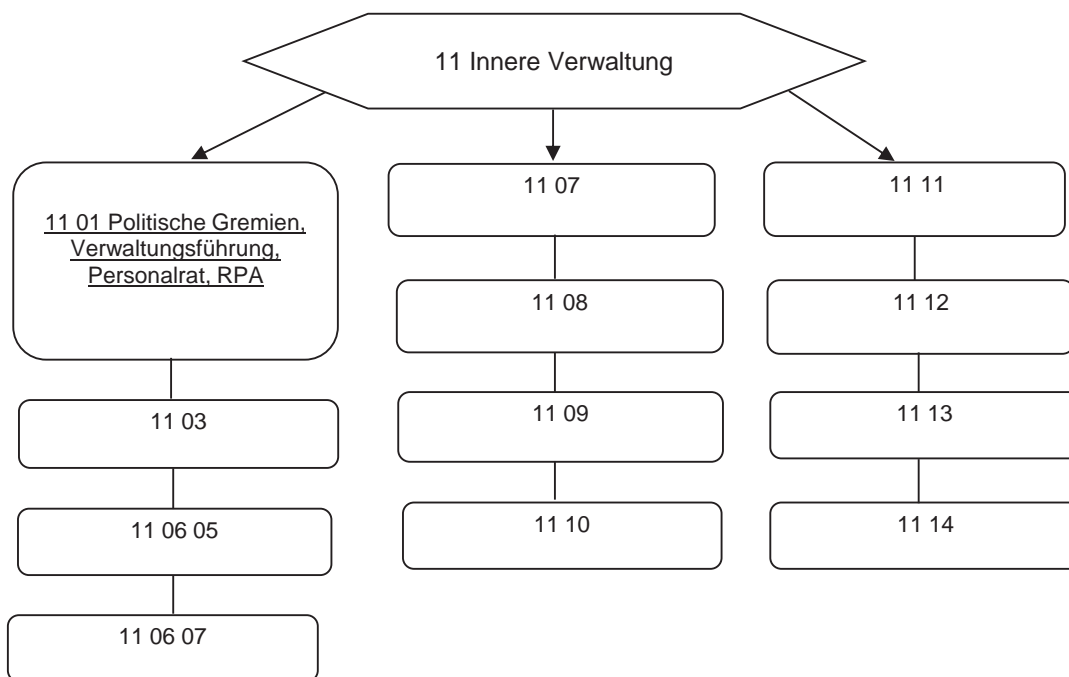 11 Innere Verwaltung
11 01 Politische Gremien,
Verwaltungsführung,
Personalrat, RPA
11 03
11 06 05
11 06 07
11 07
11 08
11 09
11 10
11 11
11 12
11 13
11 14